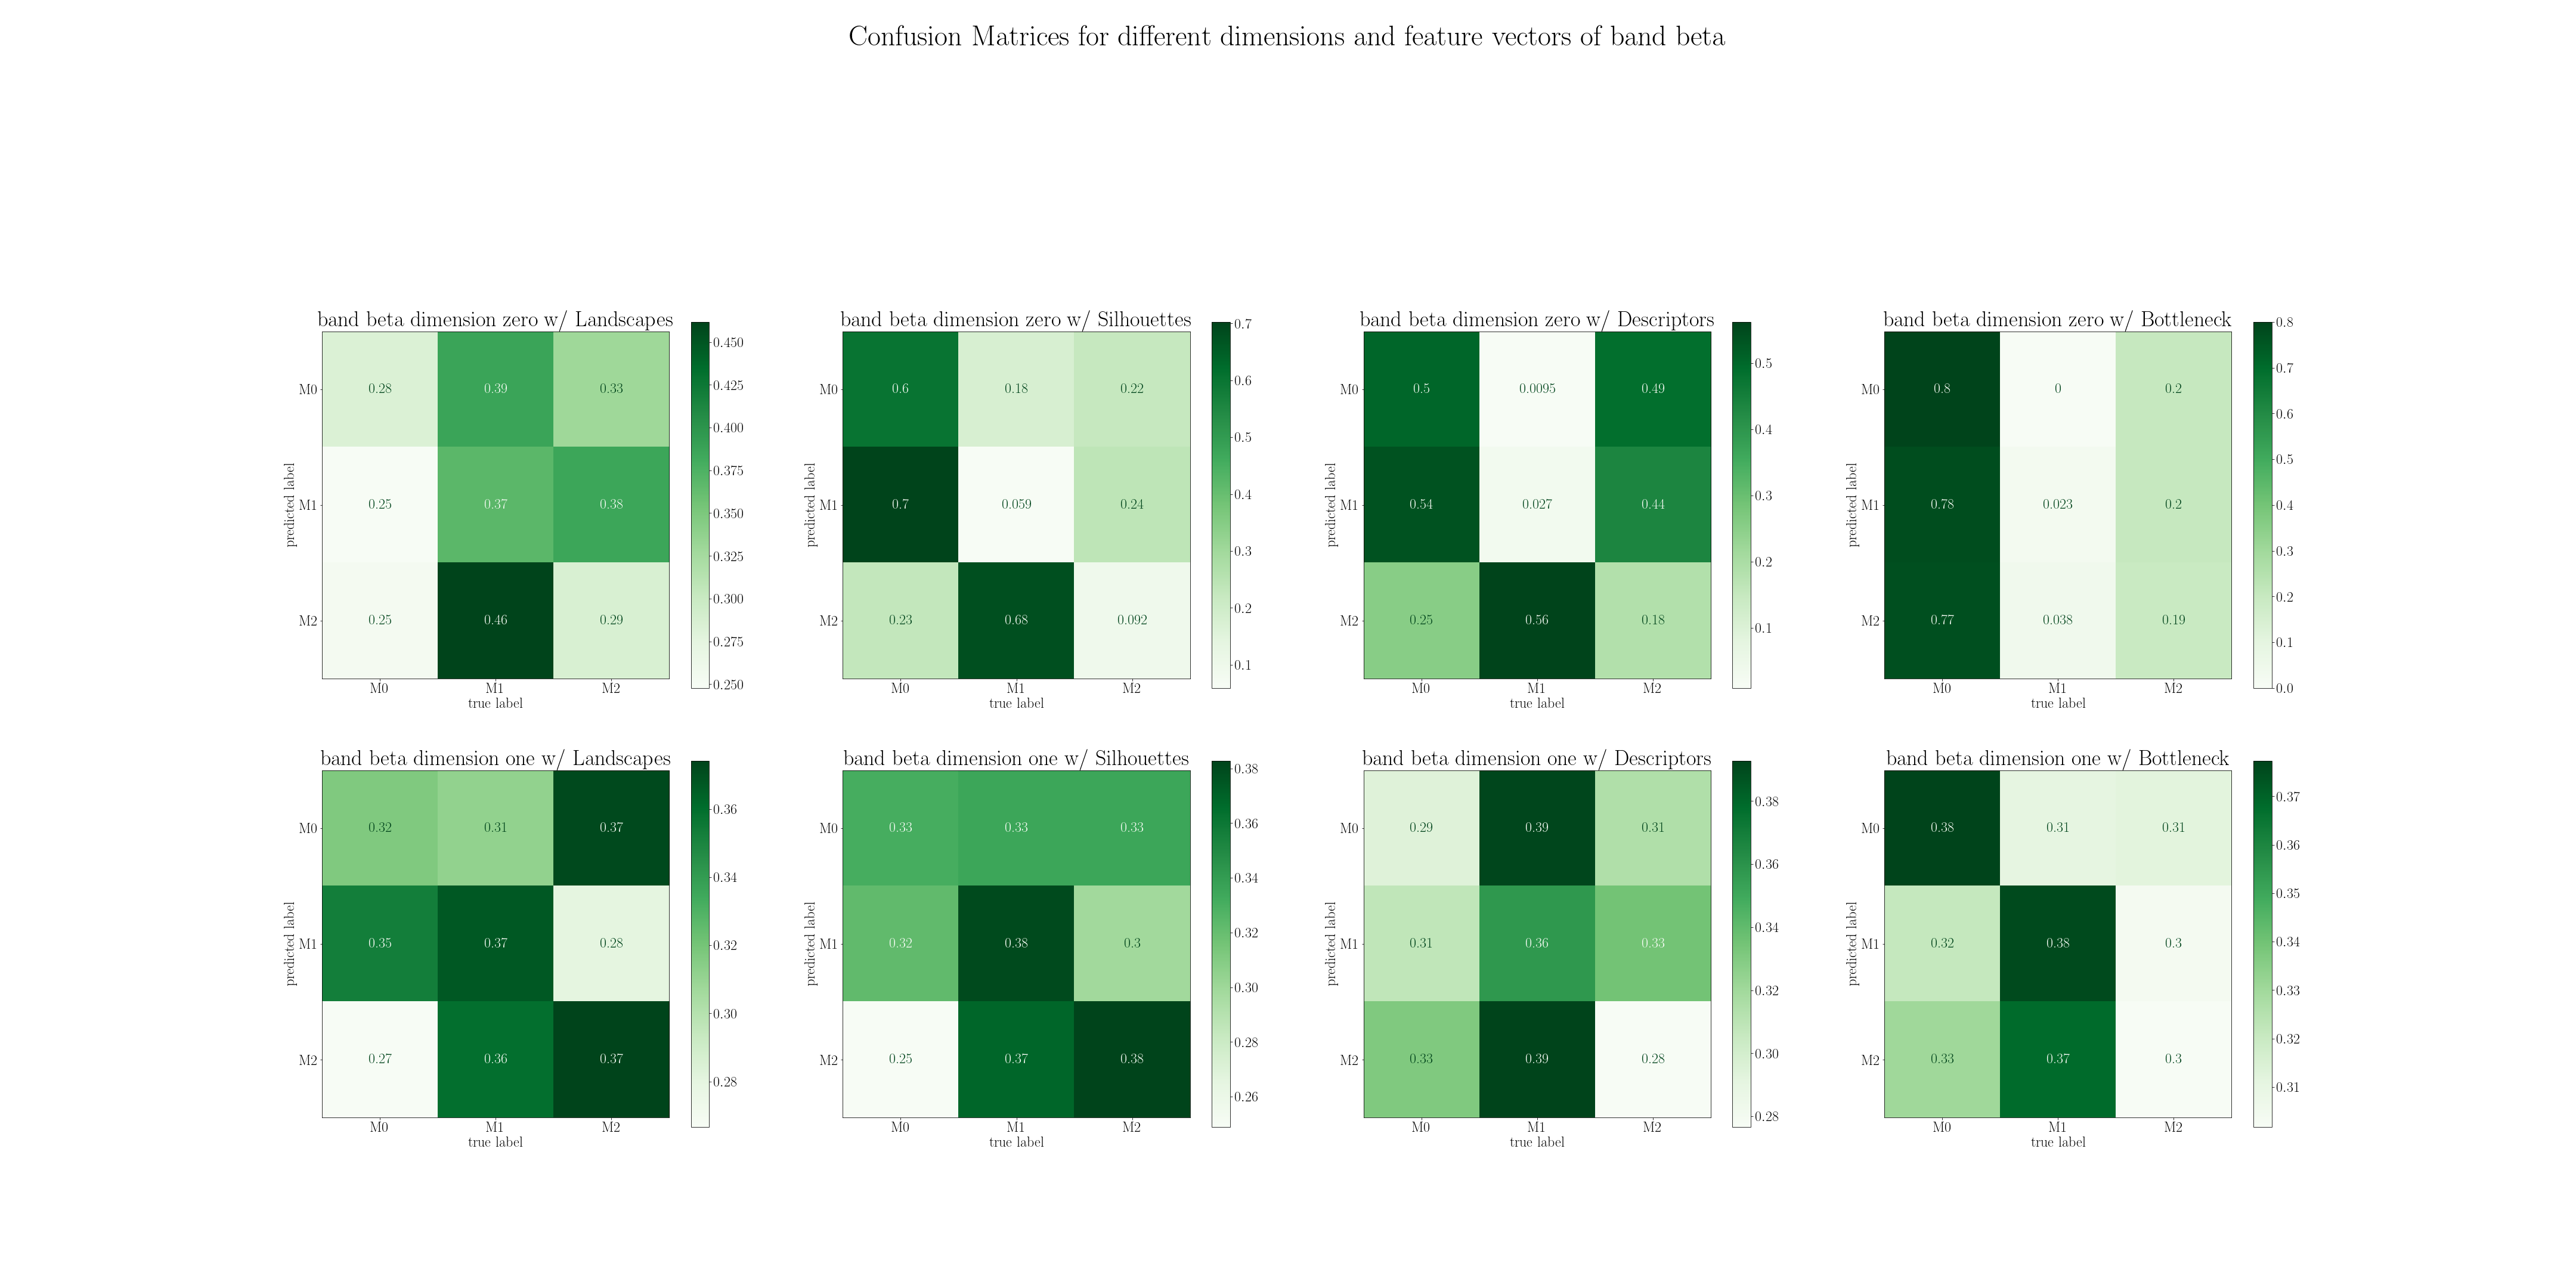 Confusion Matrices for different dimensions and feature vectors of band beta
band beta dimension zero w/ Landscapes
M0
M1
M2
predicted label
0.28 0.39 0.33
0.25 0.37 0.38
0.25 0.46 0.29
M0 M1 M2
true label
0.450
0.425
0.400
0.375
0.350
0.325
0.300
0.275
0.250
band beta dimension zero w/ Silhouettes
M0
M1
M2
predicted label
0.6 0.18 0.22
0.7 0.059 0.24
0.23 0.68 0.092
M0 M1 M2
true label
0.7
0.6
0.5
0.4
0.3
0.2
0.1
band beta dimension zero w/ Descriptors
M0
M1
M2
predicted label
0.5 0.0095 0.49
0.54 0.027 0.44
0.25 0.56 0.18
M0 M1 M2
true label
0.5
0.4
0.3
0.2
0.1
band beta dimension zero w/ Bottleneck
M0
M1
M2
predicted label
0.8 0 0.2
0.78 0.023 0.2
0.77 0.038 0.19
M0 M1 M2
true label
0.8
0.7
0.6
0.5
0.4
0.3
0.2
0.1
0.0
band beta dimension one w/ Landscapes
M0
M1
M2
predicted label
0.32 0.31 0.37
0.35 0.37 0.28
0.27 0.36 0.37
M0 M1 M2
true label
0.36
0.34
0.32
0.30
0.28
band beta dimension one w/ Silhouettes
M0
M1
M2
predicted label
0.33 0.33 0.33
0.32 0.38 0.3
0.25 0.37 0.38
M0 M1 M2
true label
0.38
0.36
0.34
0.32
0.30
0.28
0.26
band beta dimension one w/ Descriptors
M0
M1
M2
predicted label
0.29 0.39 0.31
0.31 0.36 0.33
0.33 0.39 0.28
M0 M1 M2
true label
0.38
0.36
0.34
0.32
0.30
0.28
band beta dimension one w/ Bottleneck
M0
M1
M2
predicted label
0.38 0.31 0.31
0.32 0.38 0.3
0.33 0.37 0.3
M0 M1 M2
true label
0.37
0.36
0.35
0.34
0.33
0.32
0.31